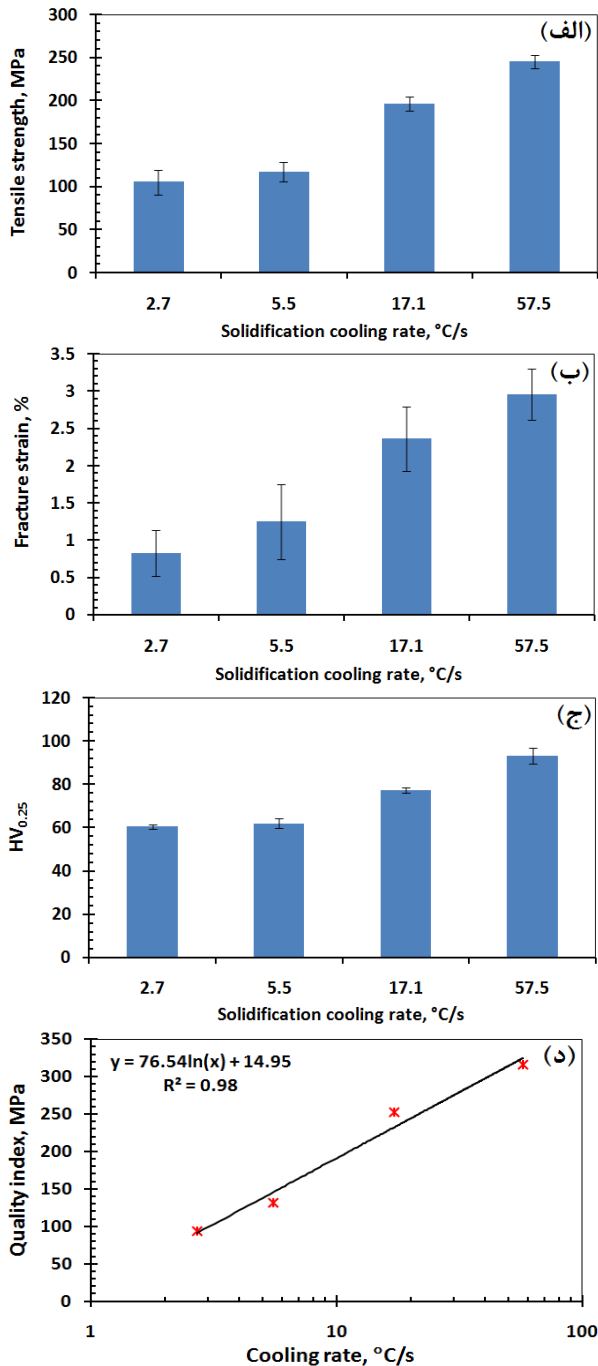 (الف)
Tensile strength, MPa
300
250
200
150
100
50
0
2.7 5.5 17.1 57.5
Solidification cooling rate, °C/s
(ب)
Fracture strain, %
3.5
3
2.5
2
1.5
1
0.5
0
2.7 5.5 17.1 57.5
Solidification cooling rate, °C/s
(ج)
HV0.25
120
100
80
60
40
20
0
2.7 5.5 17.1 57.5
Solidification cooling rate, °C/s
(د)
y = 76.54ln(x) + 14.95
R² = 0.98
Quality index, MPa
350
300
250
200
150
100
50
0
1 10 100
Cooling rate, °C/s